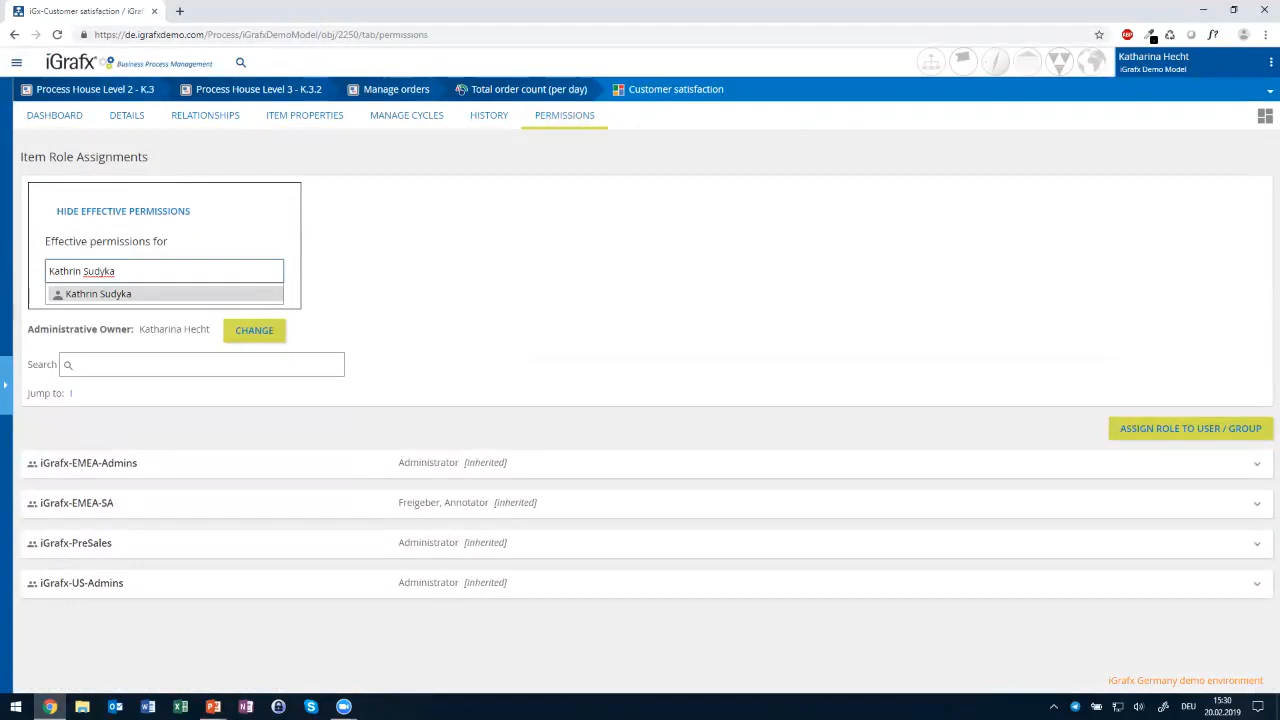 iGx-Customer satisfaction / iGraf
https://de.igrafxdemo.com/Process/iGrafxDemoModel/obj/2250/tab/permissions
ABP
f?
iGrafx Business Process Management
Katharina Hecht
iGrafx Demo Model
Process House Level 2 - K.3
Process House Level 3 - K.3.2
Manage orders
Total order count (per day)
Customer satisfaction
DASHBOARD
DETAILS
RELATIONSHIPS
ITEM PROPERTIES
MANAGE CYCLES
HISTORY
PERMISSIONS
Item Role Assignments
HIDE EFFECTIVE PERMISSIONS
Effective permissions for
Kathrin Sudyka
Kathrin Sudyka
Administrative Owner: Katharina Hecht
CHANGE
Search
Jump to: I
ASSIGN ROLE TO USER / GROUP
iGrafx-EMEA-Admins Administrator [inherited]
iGrafx-EMEA-SA Freigeber, Annotator [inherited]
iGrafx-PreSales Administrator [inherited]
iGrafx-US-Admins Administrator [inherited]
iGrafx Germany demo environment
DEU
15:30
20.02.2019